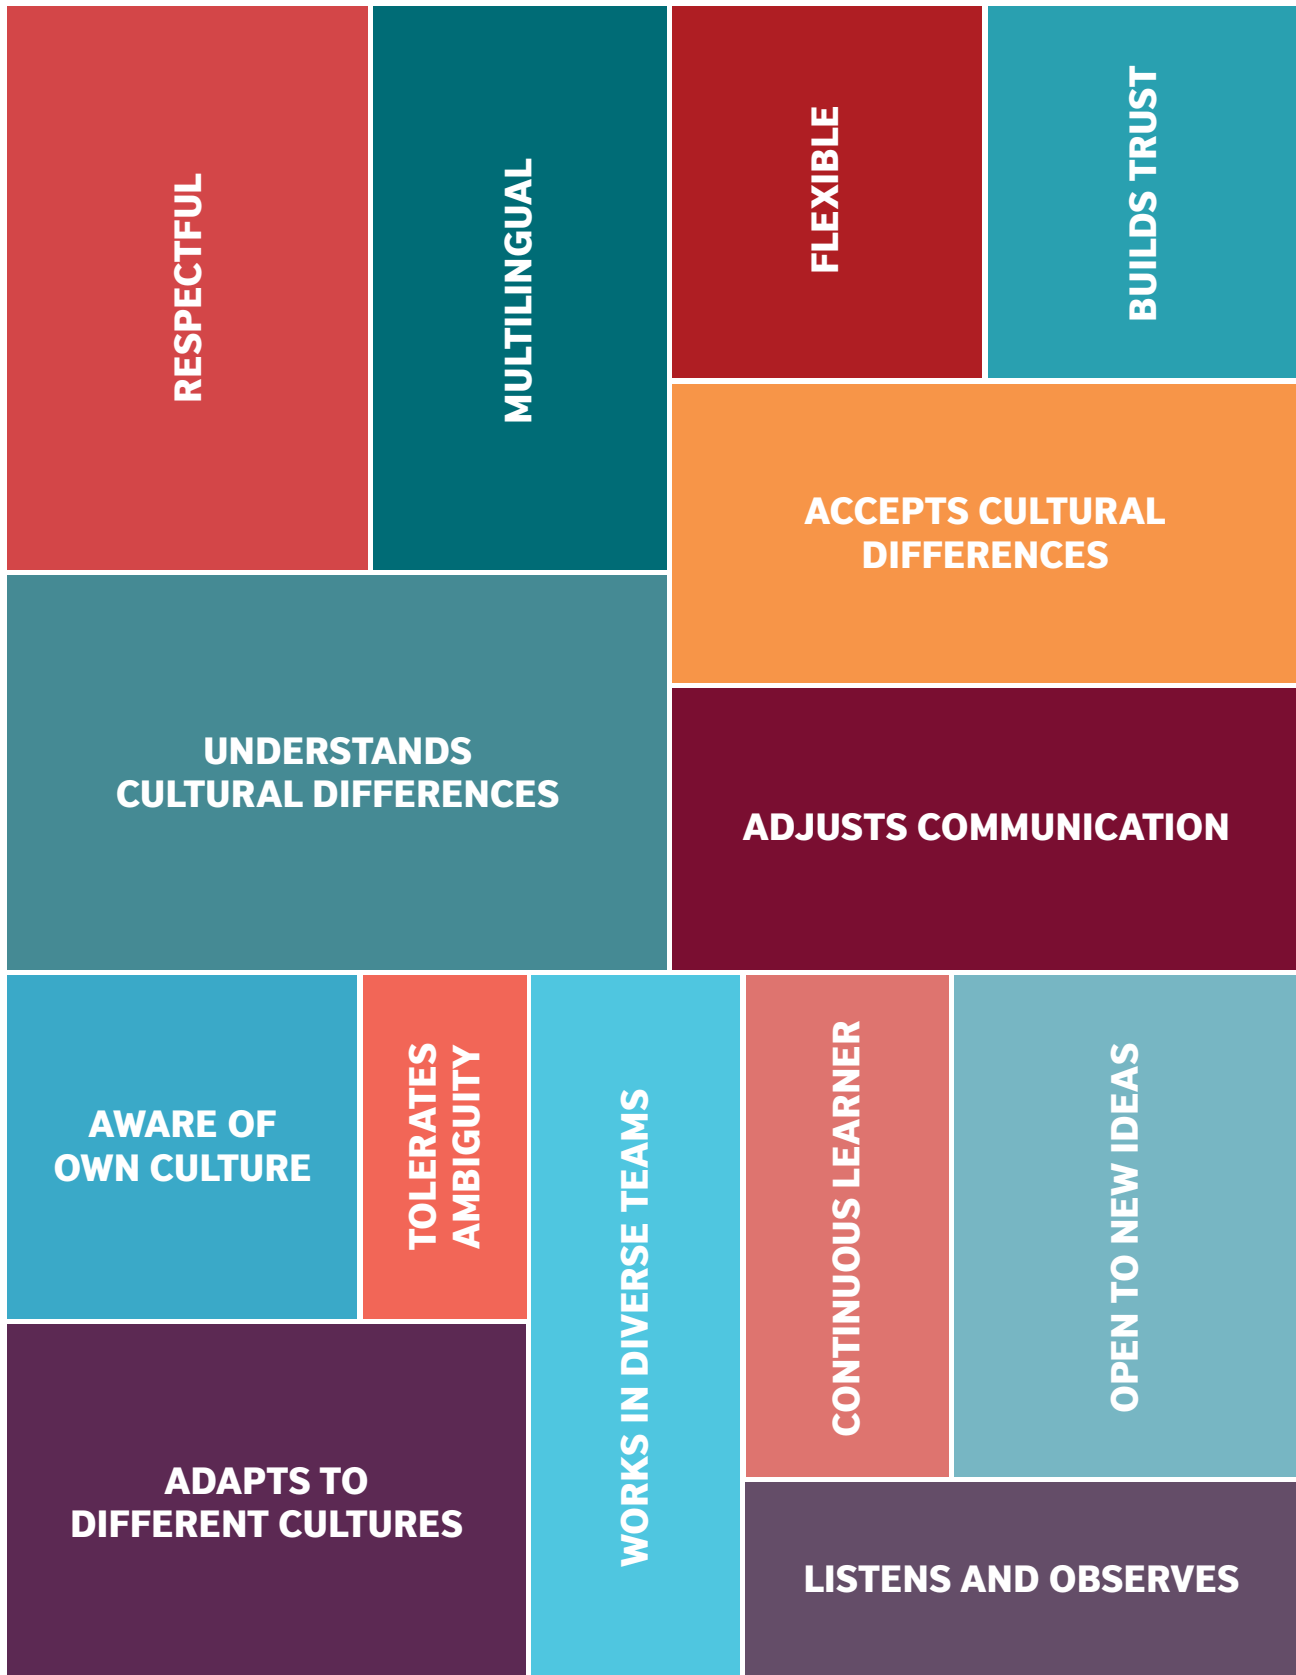 RESPECTFUL
MULTILINGUAL
FLEXIBLE
BUILDS TRUST
ACCEPTS CULTURAL
DIFFERENCES
UNDERSTANDS
CULTURAL DIFFERENCES
ADJUSTS COMMUNICATION
AWARE OF
OWN CULTURE
TOLERATES
AMBIGUITY
WORKS IN DIVERSE TEAMS
CONTINUOUS LEARNER
OPEN TO NEW IDEAS
ADAPTS TO
DIFFERENT CULTURES
LISTENS AND OBSERVES